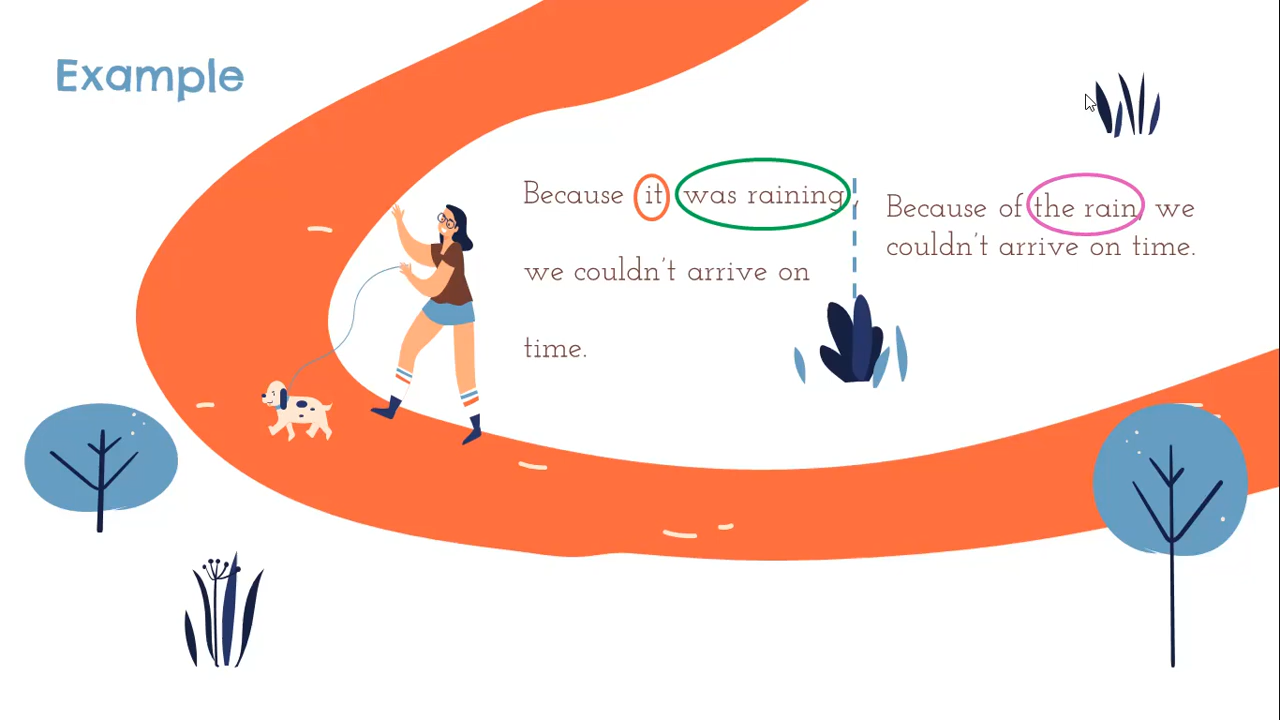 Example
Because it was raining,
we couldn't arrive on
time.
Because of the rain, we
couldn't arrive on time.